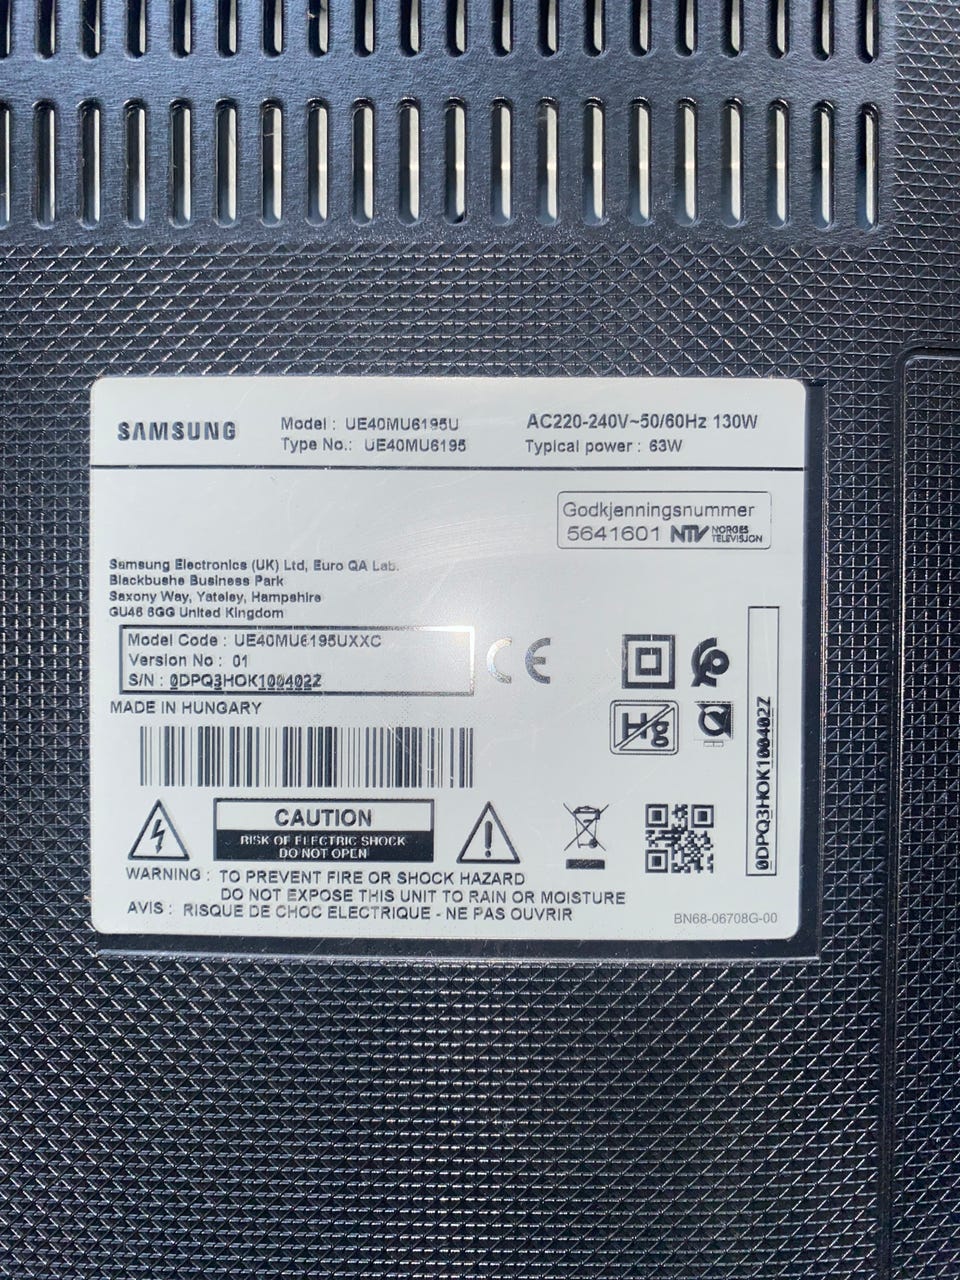 SAMSUNG
Model : UE40MU6195U
Type No.: UE40MU6195
AC220-240V~50/60Hz 130W
Typical power : 63W
Godkjenningsnummer
5641601 NTV NORGES TELEVISJON
Samsung Electronics (UK) Ltd, Euro QA Lab.
Blackbushe Business Park
Saxony Way, Yateley, Hampshire
GU46 6GG United Kingdom
Model Code : UE40MU6195UXXC
Version No : 01
S/N : 0DPQ3HOK100402Z
MADE IN HUNGARY
CE
Hg
0DPQ3HOK100402Z
CAUTION
RISK OF ELECTRIC SHOCK
DO NOT OPEN
WARNING : TO PREVENT FIRE OR SHOCK HAZARD
DO NOT EXPOSE THIS UNIT TO RAIN OR MOISTURE
AVIS : RISQUE DE CHOC ELECTRIQUE - NE PAS OUVRIR
BN68-06708G-00